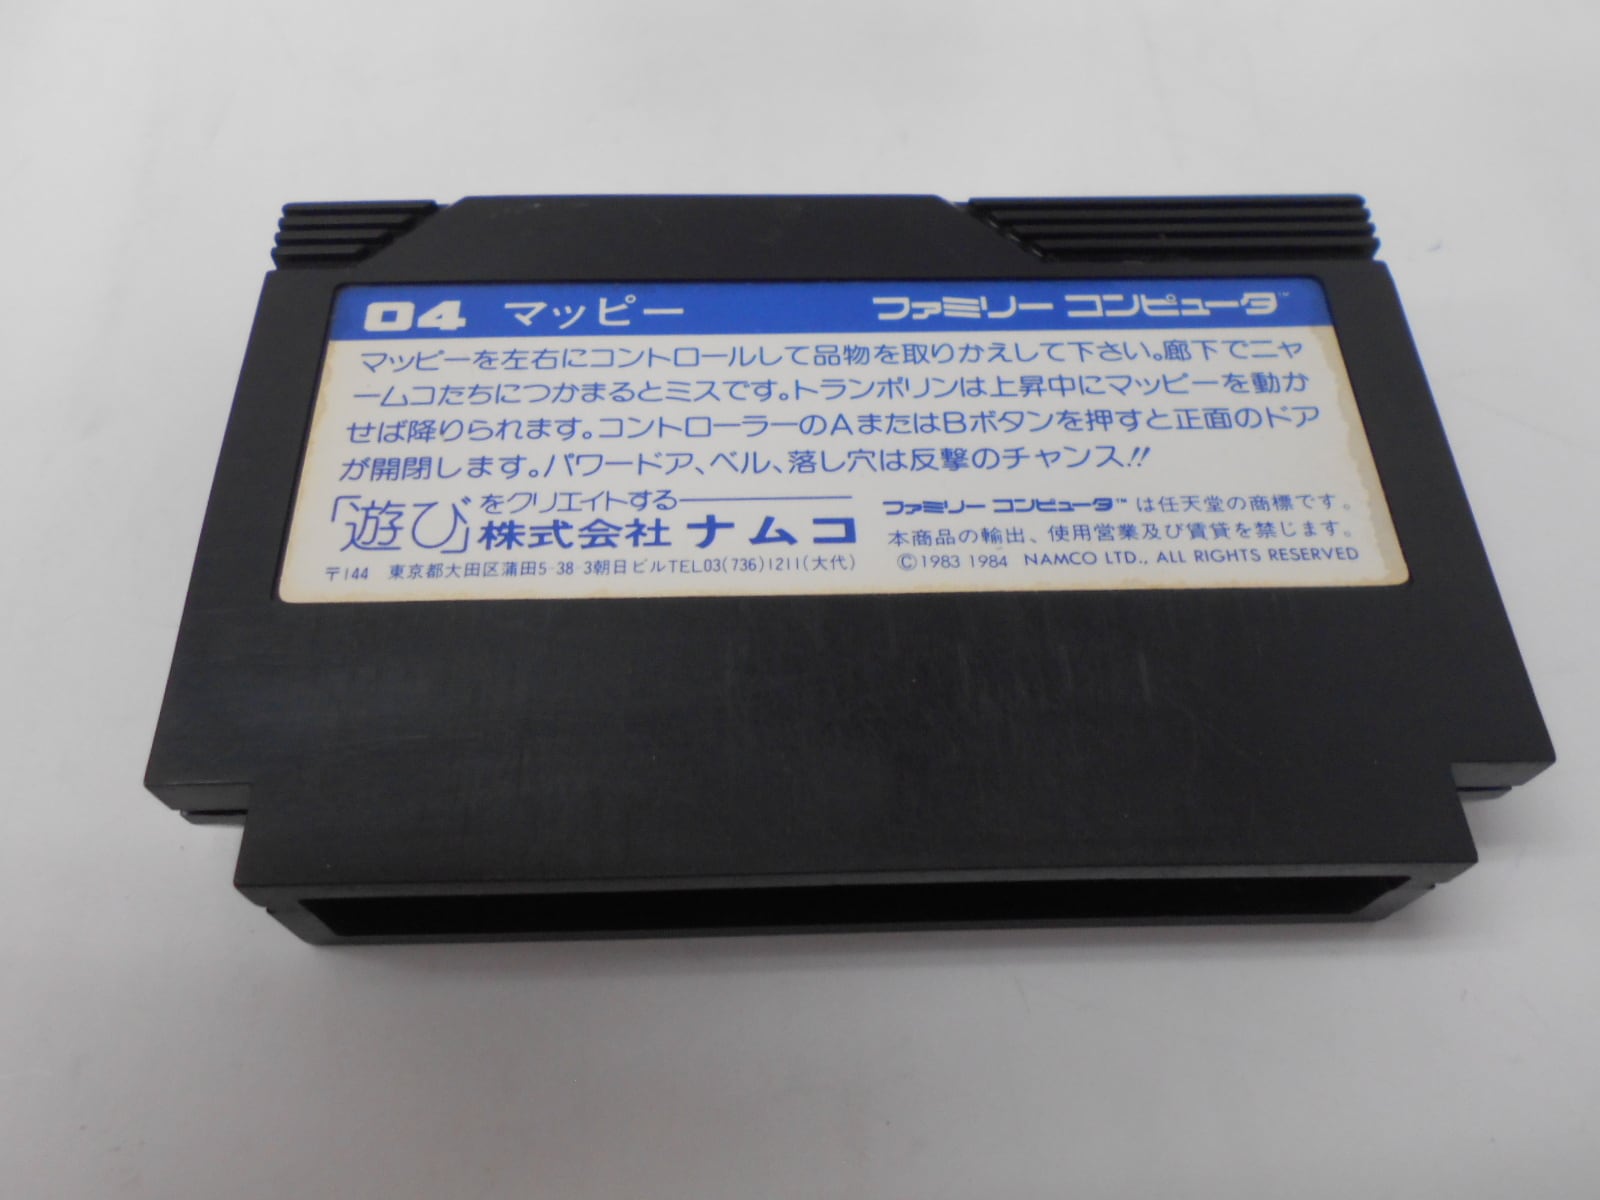 04 マッピー ファミリー コンピュータ™
マッピーを左右にコントロールして品物を取りかえして下さい。廊下でニャ
ームコたちにつかまるとミスです。トランポリンは上昇中にマッピーを動か
せば降りられます。コントローラーのAまたはBボタンを押すと正面のドア
が開閉します。パワードア、ベル、落し穴は反撃のチャンス!!
「遊び」をクリエイトする
株式会社 ナムコ
〒144 東京都大田区蒲田5-38-3朝日ビルTEL03(736)1211(大代)
ファミリー コンピュータ™は任天堂の商標です。
本商品の輸出、使用営業及び賃貸を禁じます。
©1983 1984 NAMCO LTD., ALL RIGHTS RESERVED